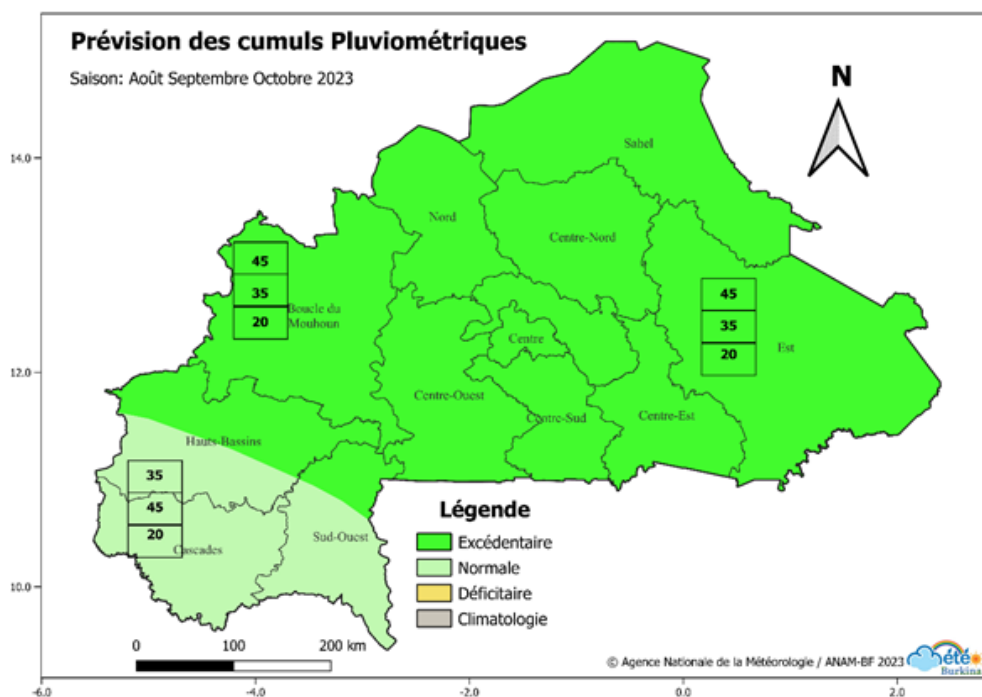 Prévision des cumuls Pluviométriques
Saison: Août Septembre Octobre 2023
N
14.0
12.0
10.0
Sahel
Nord
Centre-Nord
45
35
20
Boucle du
Mouhoun
45
35
20
Est
Centre
Centre-Ouest
Centre-Sud
Centre-Est
Hauts-Bassins
35
45
20
Cascades
Sud-Ouest
Légende
Excédentaire
Normale
Déficitaire
Climatologie
0 100 200 km
© Agence Nationale de la Météorologie / ANAM-BF 2023
météo
Burkina
-6.0 -4.0 -2.0 0.0 2.0